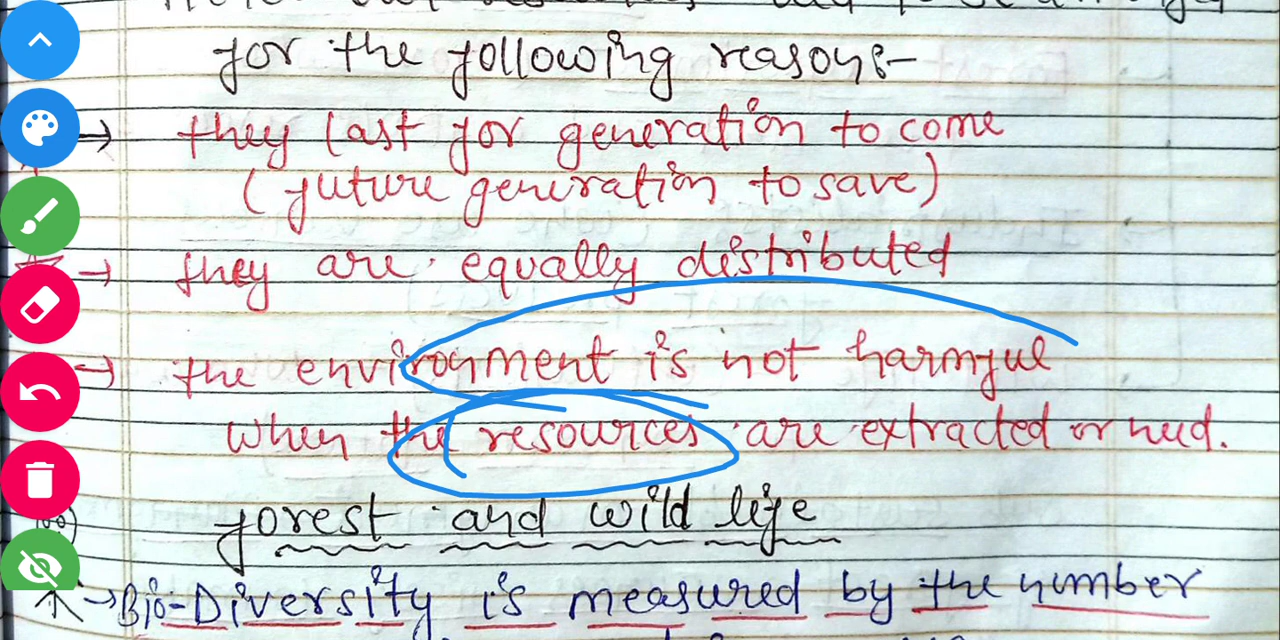 for the following reasons:-
→ they last for generation to come
( future generation to save)
→ they are equally distributed
→ the environment is not harmful
when the resources are extracted or
forest and wild life
→ Bio-Diversity is measured by the number